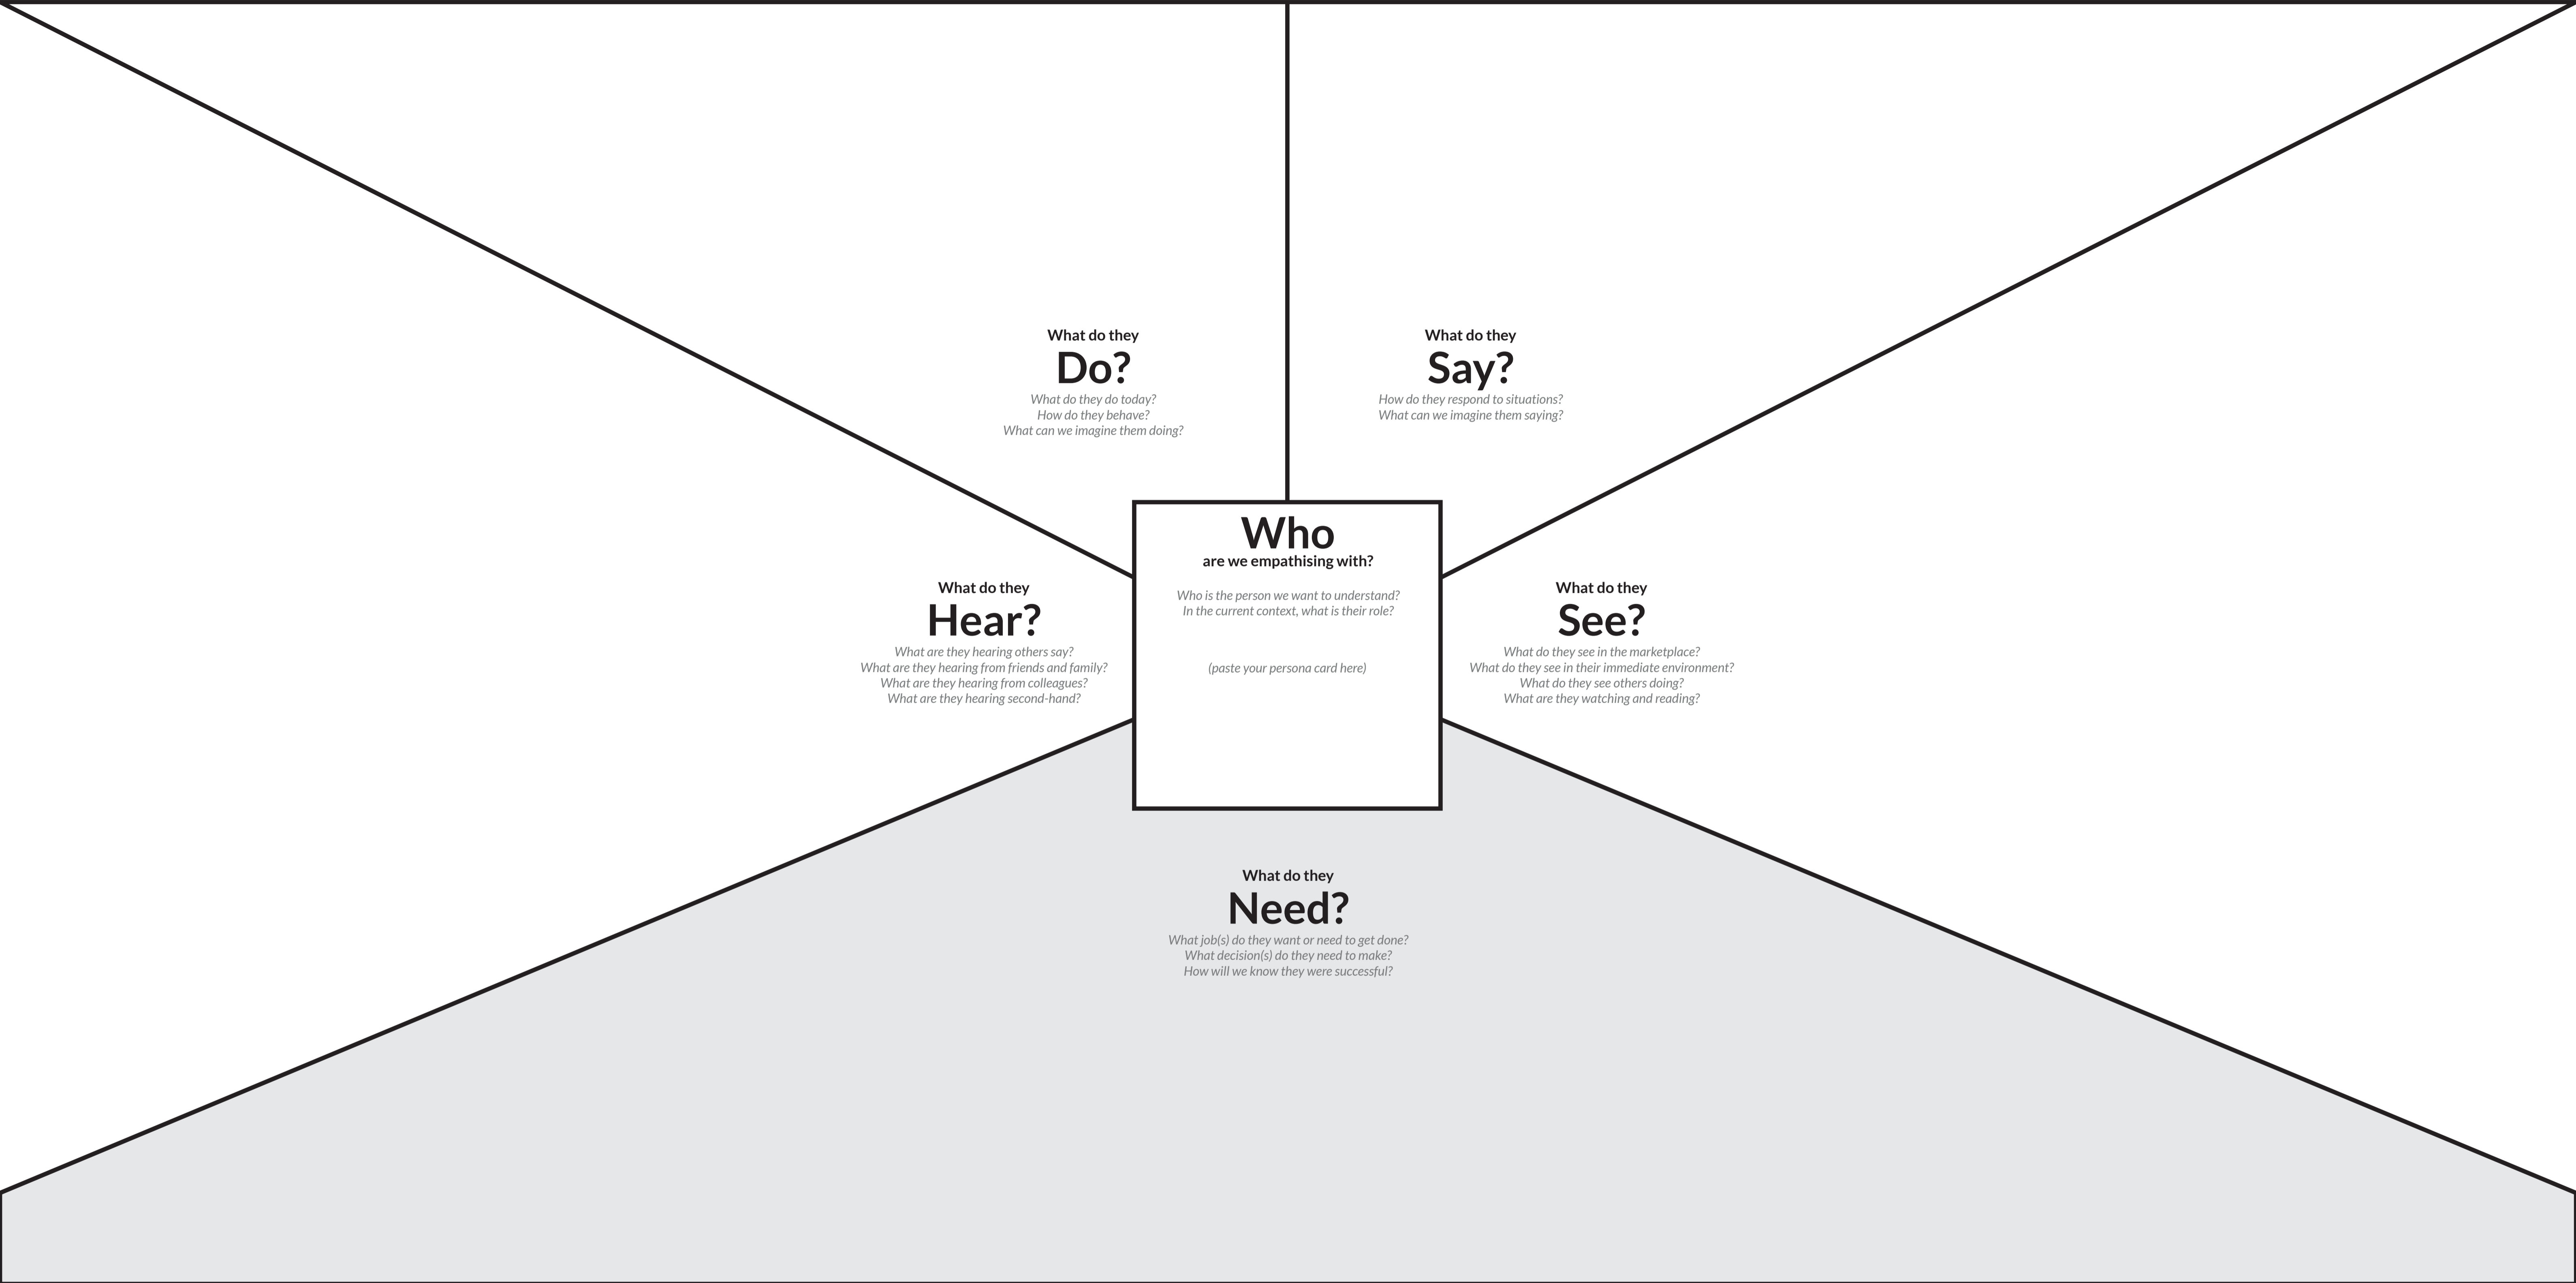 What do they
Do?
What do they do today?
How do they behave?
What can we imagine them doing?
What do they
Say?
How do they respond to situations?
What can we imagine them saying?
Who
are we empathising with?
Who is the person we want to understand?
In the current context, what is their role?
(paste your persona card here)
What do they
Hear?
What are they hearing others say?
What are they hearing from friends and family?
What are they hearing from colleagues?
What are they hearing second-hand?
What do they
See?
What do they see in the marketplace?
What do they see in their immediate environment?
What do they see others doing?
What are they watching and reading?
What do they
Need?
What job(s) do they want or need to get done?
What decision(s) do they need to make?
How will we know they were successful?